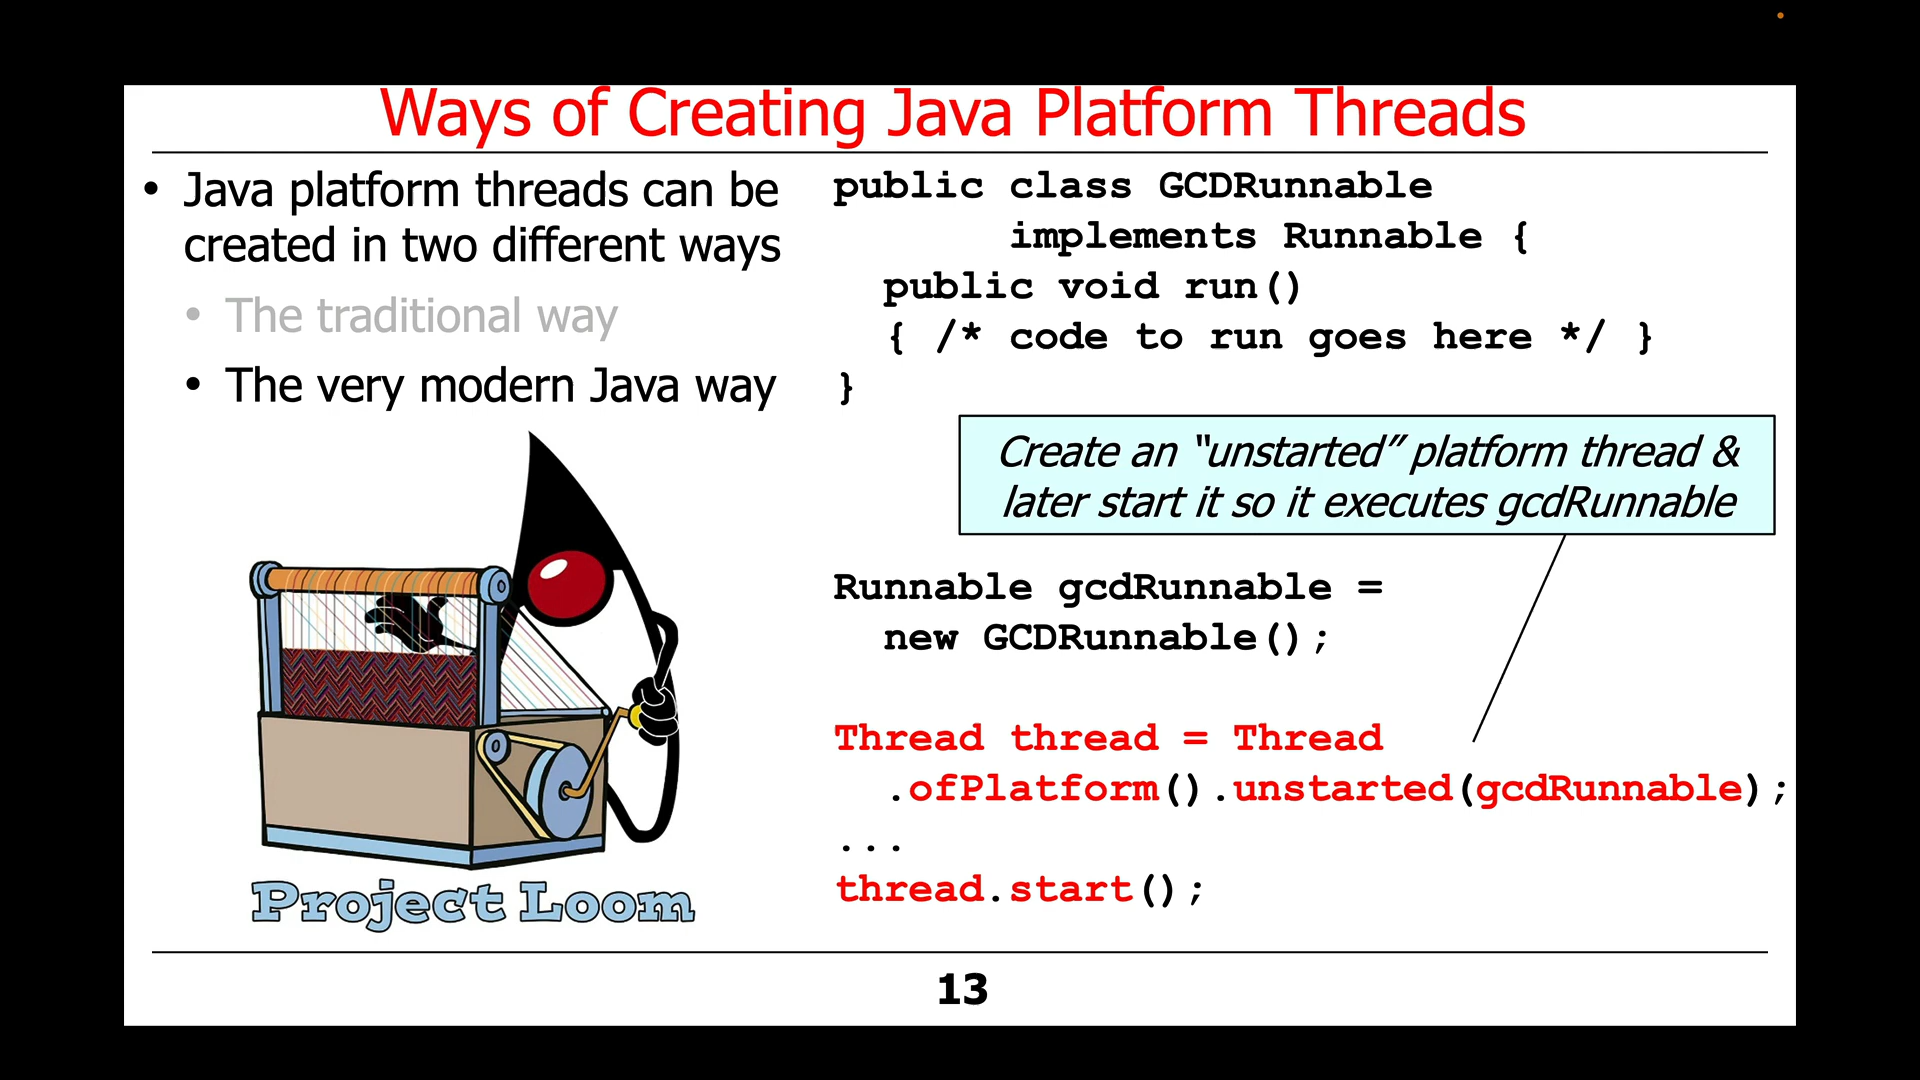 Ways of Creating Java Platform Threads
• Java platform threads can be
created in two different ways
• The traditional way
• The very modern Java way
Project Loom
public class GCDRunnable
implements Runnable {
public void run()
{ /* code to run goes here */ }
}
Create an “unstarted” platform thread &
later start it so it executes gcdRunnable
Runnable gcdRunnable =
new GCDRunnable();
Thread thread = Thread
.ofPlatform().unstarted(gcdRunnable);
...
thread.start();
13